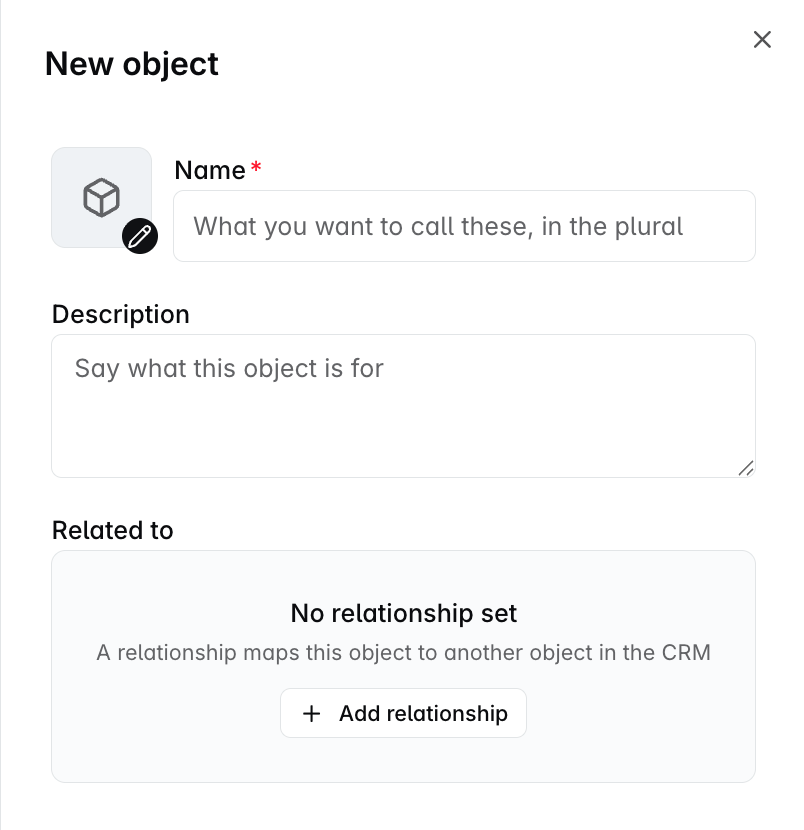 New object
Name *
What you want to call these, in the plural
Description
Say what this object is for
Related to
No relationship set
A relationship maps this object to another object in the CRM
Add relationship